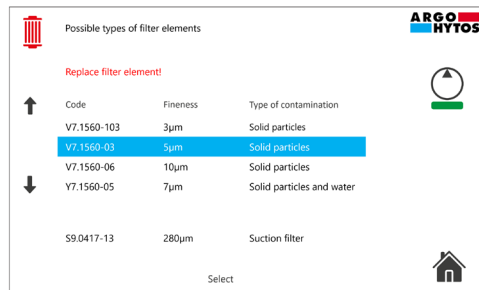 Possible types of filter elements
ARGO
HYTOS
Replace filter element!
Code Fineness Type of contamination
V7.1560-103 3µm Solid particles
V7.1560-03 5µm Solid particles
V7.1560-06 10µm Solid particles
Y7.1560-05 7µm Solid particles and water
S9.0417-13 280µm Suction filter
Select